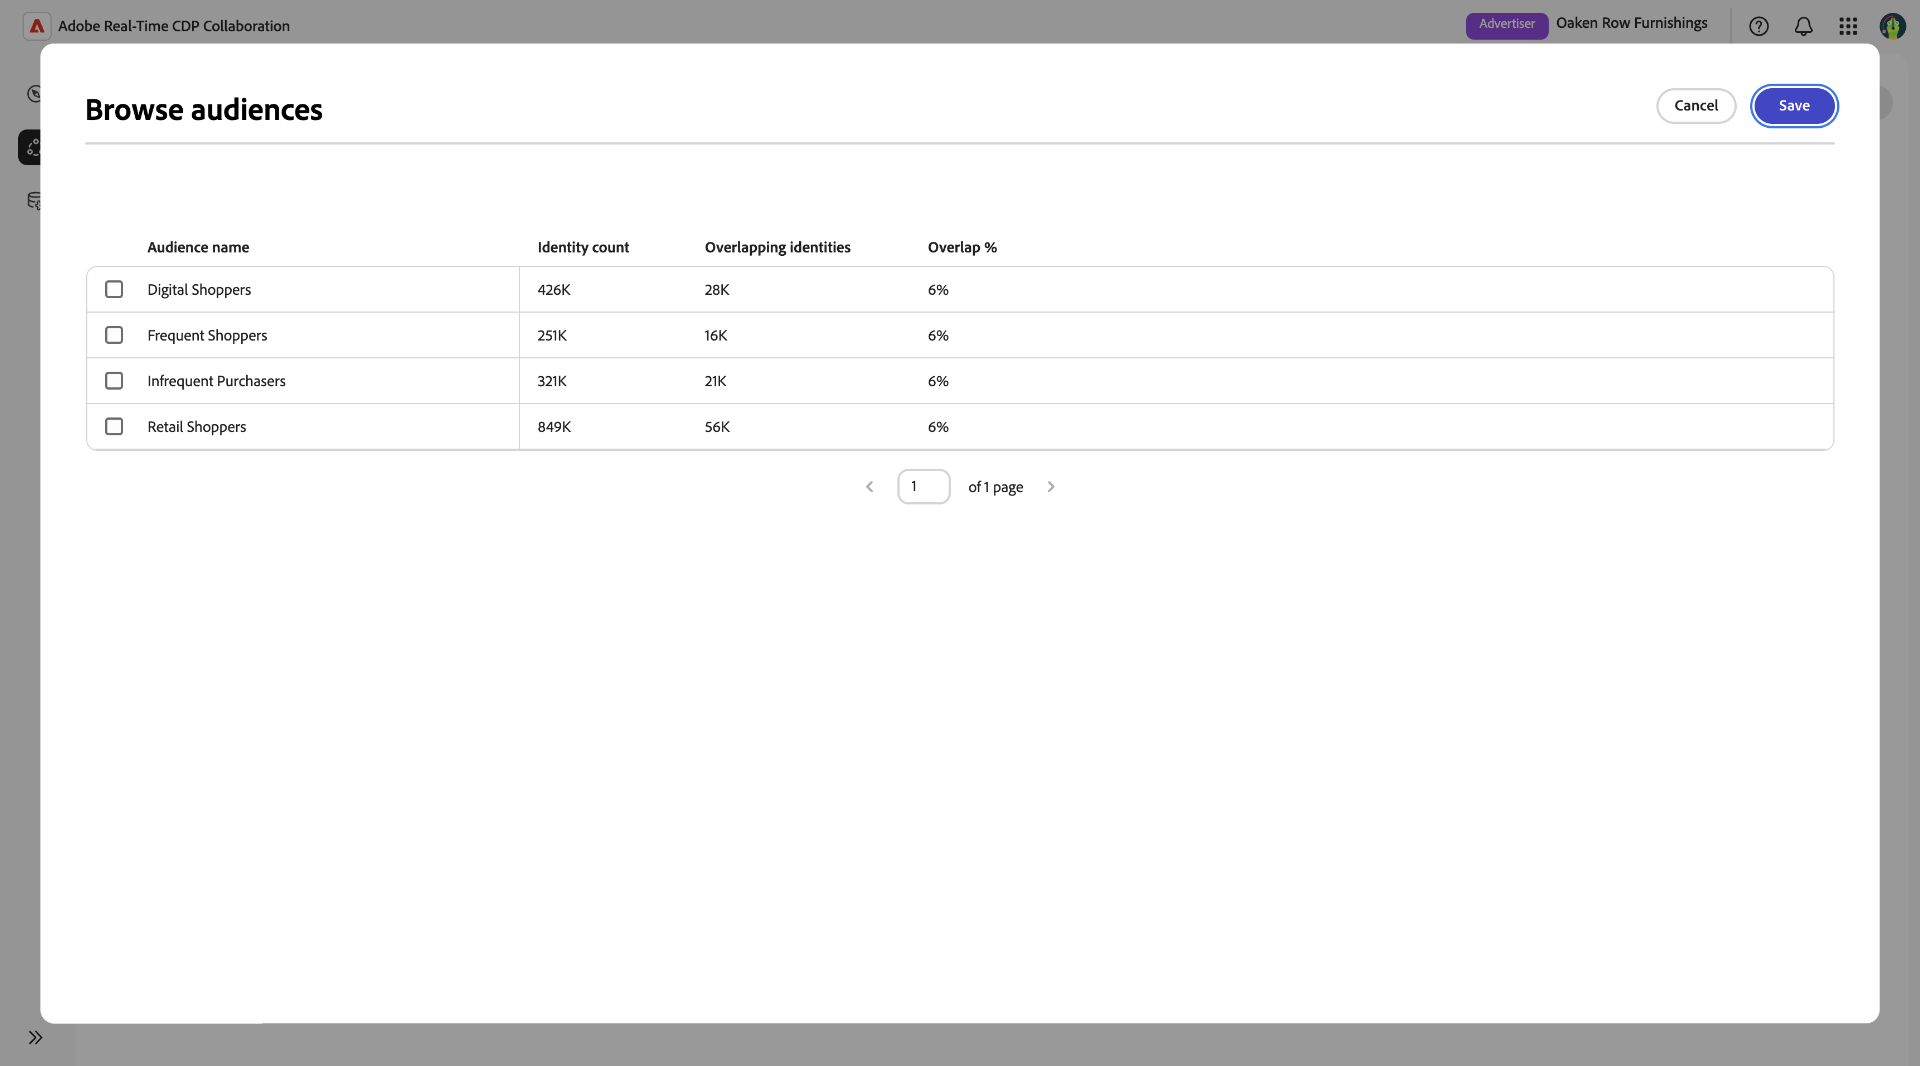 Adobe Real-Time CDP Collaboration
Advertiser
Oaken Row Furnishings
Browse audiences
Cancel
Save
Audience name Identity count Overlapping identities Overlap %
Digital Shoppers 426K 28K 6%
Frequent Shoppers 251K 16K 6%
Infrequent Purchasers 321K 21K 6%
Retail Shoppers 849K 56K 6%
1 of 1 page